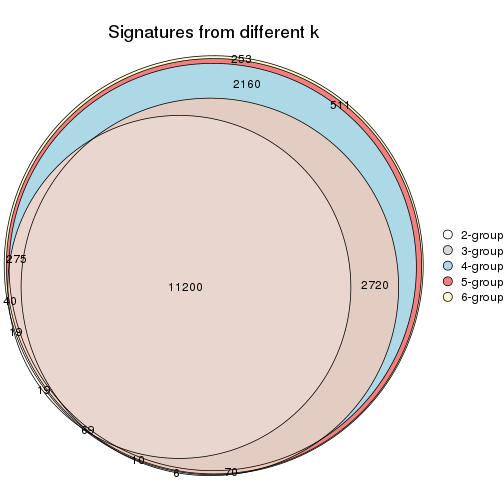 Signatures from different k
253
2160
511
275
11200
2720
40
19
19
69
10
6
70
2-group
3-group
4-group
5-group
6-group